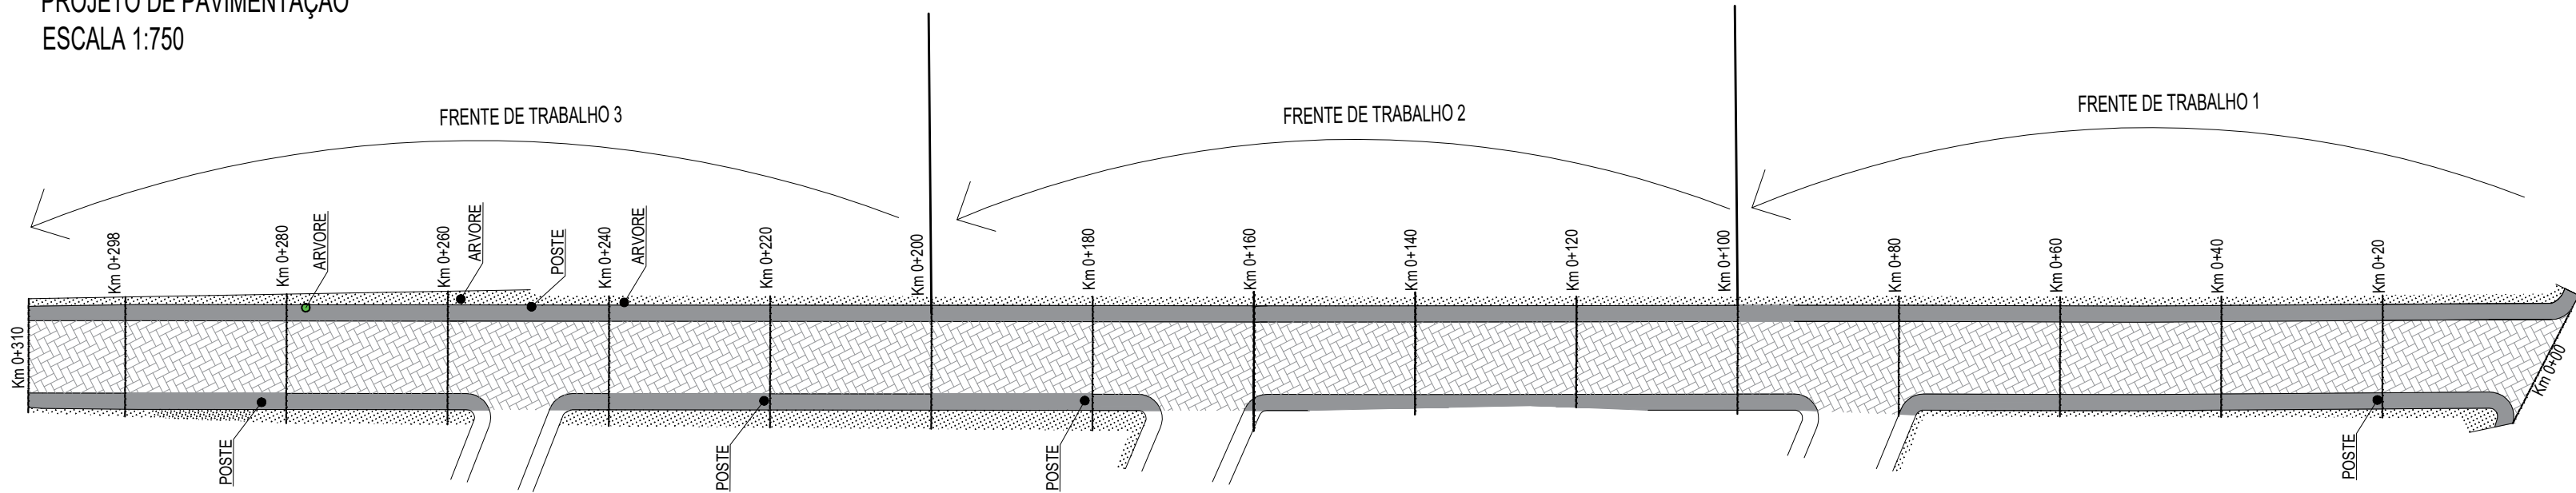 PROJETO DE PAVIMENTAÇÃO
ESCALA 1:750
FRENTE DE TRABALHO 3
FRENTE DE TRABALHO 2
FRENTE DE TRABALHO 1
Km 0+310
Km 0+298
Km 0+280
ARVORE
Km 0+260
ARVORE
POSTE
Km 0+240
ARVORE
Km 0+220
Km 0+200
Km 0+180
Km 0+160
Km 0+140
Km 0+120
Km 0+100
Km 0+80
Km 0+60
Km 0+40
Km 0+20
Km 0+00
POSTE
POSTE
POSTE
POSTE